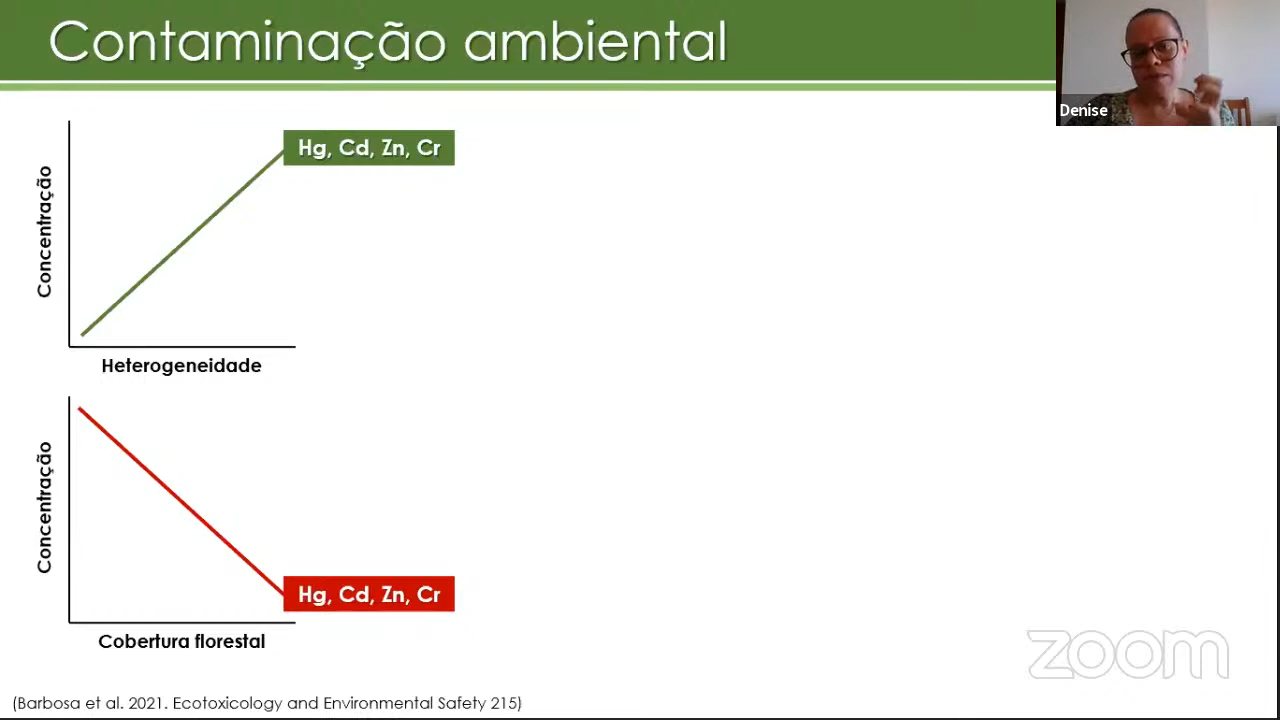 Contaminação ambiental
Denise
Hg, Cd, Zn, Cr
Concentração
Heterogeneidade
Concentração
Hg, Cd, Zn, Cr
Cobertura florestal
zoom
(Barbosa et al. 2021. Ecotoxicology and Environmental Safety 215)